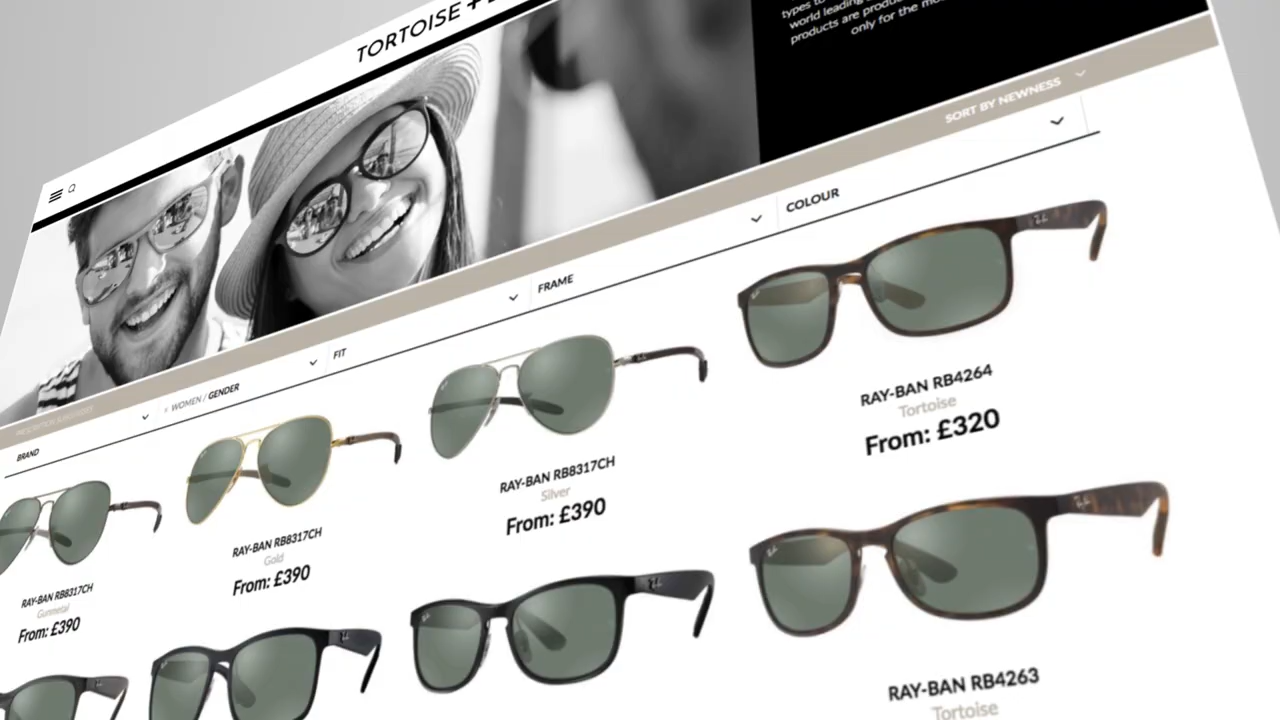 TORTOISE +
types to
world leading
products are produ
only for the mo
SORT BY NEWNESS
BRAND
× WOMEN / GENDER
FIT
FRAME
COLOUR
RAY-BAN RB8317CH
Gunmetal
From: £390
RAY-BAN RB8317CH
Gold
From: £390
RAY-BAN RB8317CH
Silver
From: £390
RAY-BAN RB4264
Tortoise
From: £320
RAY-BAN RB4263
Tortoise